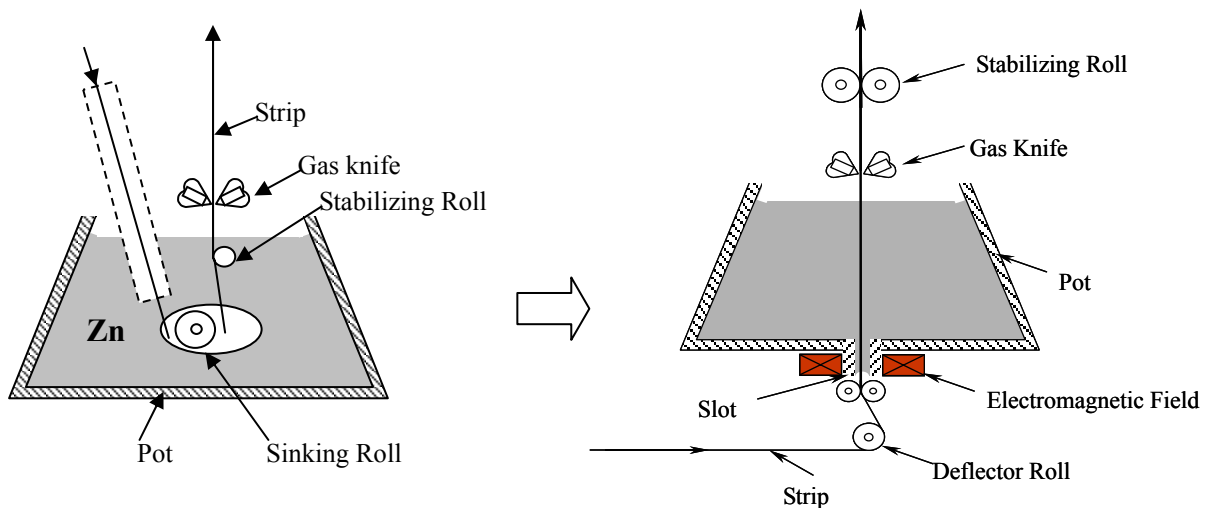 Strip
Gas knife
Stabilizing Roll
Zn
Pot
Sinking Roll
Stabilizing Roll
Gas Knife
Pot
Slot
Electromagnetic Field
Deflector Roll
Strip